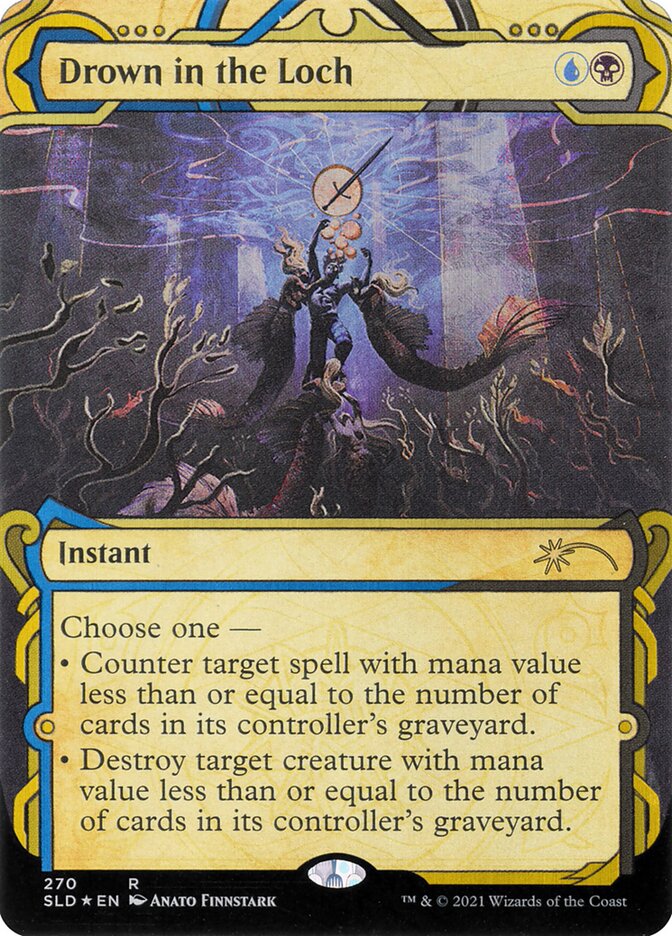 Drown in the Loch
Instant
Choose one —
• Counter target spell with mana value
less than or equal to the number of
cards in its controller's graveyard.
• Destroy target creature with mana
value less than or equal to the number
of cards in its controller's graveyard.
270 R
SLD ★ EN Anato Finnstark
™ & © 2021 Wizards of the Coast